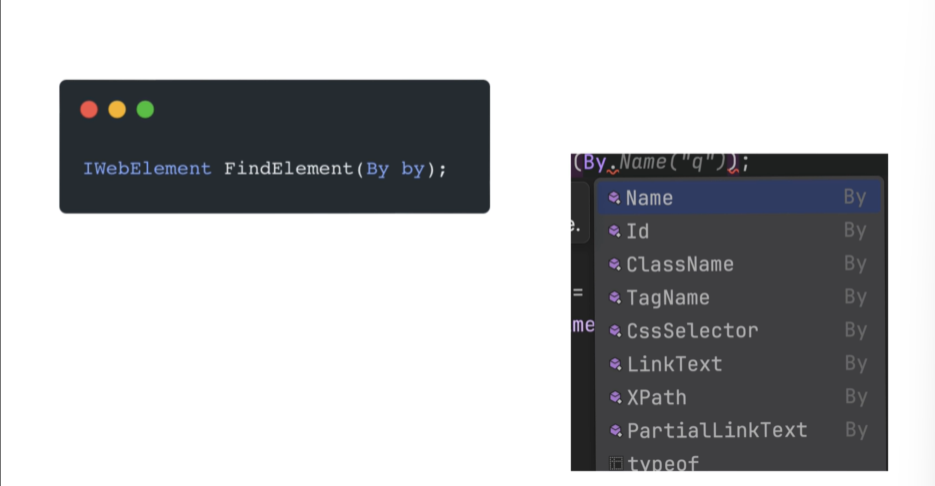 IWebElement FindElement(By by);
(By.Name("q"));
Name By
e.
Id By
ClassName By
=
TagName By
me
CssSelector By
LinkText By
XPath By
PartialLinkText By
typeof